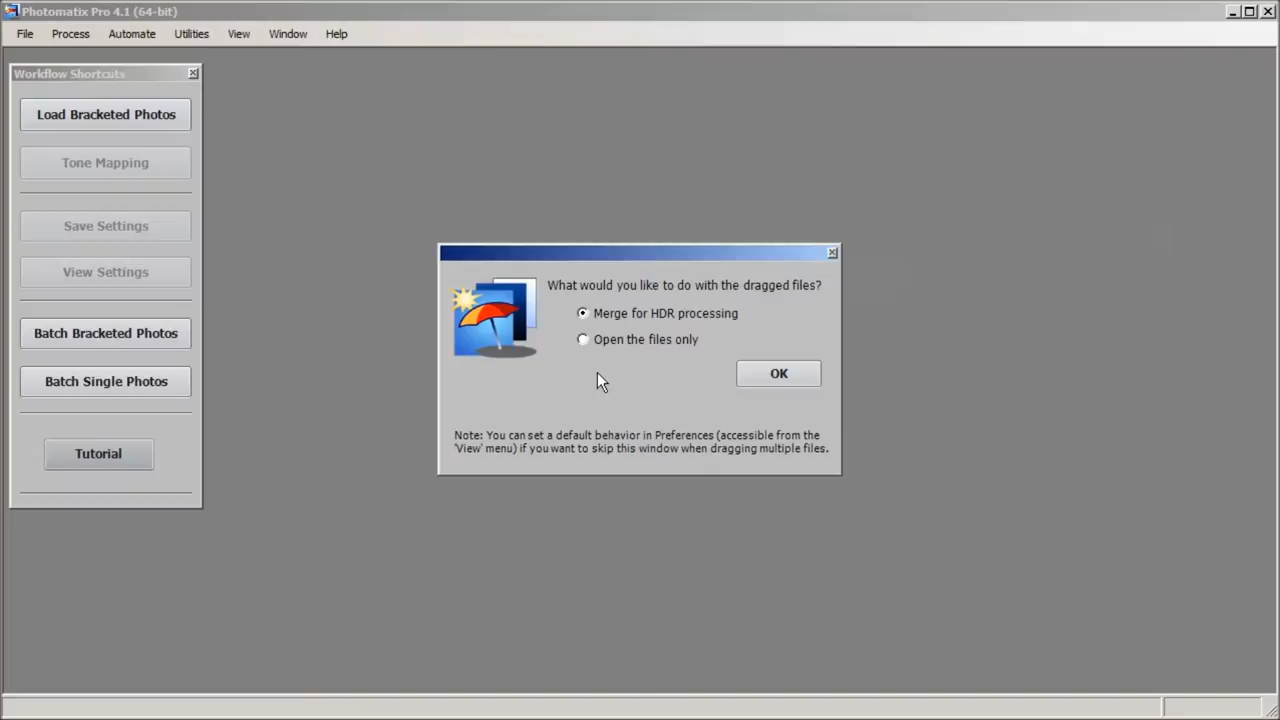 Photomatix Pro 4.1 (64-bit)
File Process Automate Utilities View Window Help
Workflow Shortcuts
Load Bracketed Photos
Tone Mapping
Save Settings
View Settings
Batch Bracketed Photos
Batch Single Photos
Tutorial
What would you like to do with the dragged files?
Merge for HDR processing
Open the files only
OK
Note: You can set a default behavior in Preferences (accessible from the
'View' menu) if you want to skip this window when dragging multiple files.